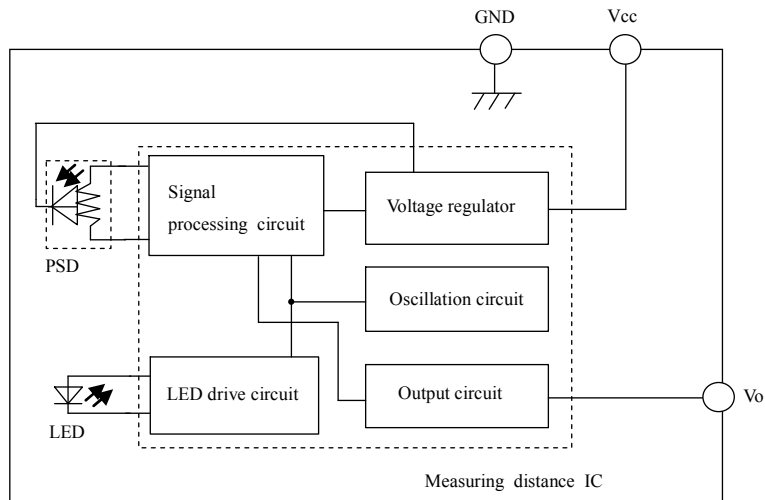 GND
Vcc
Signal
processing circuit
Voltage regulator
PSD
Oscillation circuit
LED drive circuit
Output circuit
Vo
LED
Measuring distance IC